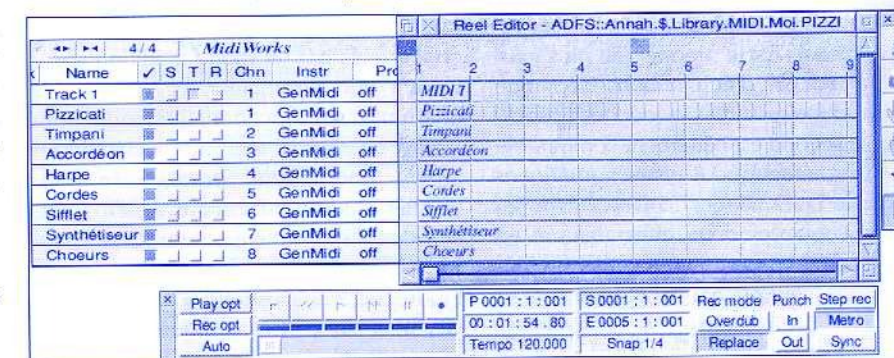 Reel Editor - ADFS::Annah.$.Library.MIDI.Moi.PIZZI
4/4 MidiWorks
1 2 3 4 5 6 7 8 9
Name ✓ S T R Chn Instr Pro
Track 1 1 GenMidi off MIDI T
Pizzicati 1 GenMidi off Pizzicati
Timpani 2 GenMidi off Timpani
Accordéon 3 GenMidi off Accordéon
Harpe 4 GenMidi off Harpe
Cordes 5 GenMidi off Cordes
Sifflet 6 GenMidi off Sifflet
Synthétiseur 7 GenMidi off Synthétiseur
Choeurs 8 GenMidi off Choeurs
Play opt P 0001 : 1 : 001 S 0001 : 1 : 001 Rec mode Punch Step rec
Rec opt 00 : 01 : 54 . 80 E 0005 : 1 : 001 Overdub In Metro
Auto Tempo 120.000 Snap 1/4 Replace Out Sync